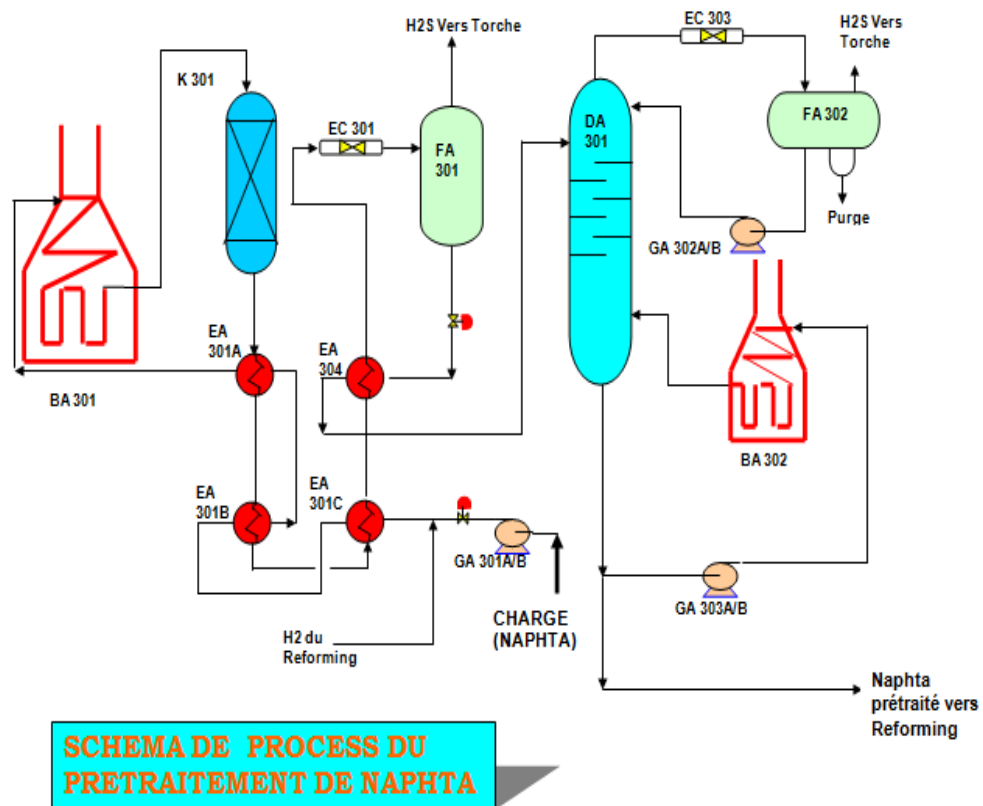 H2S Vers Torche
EC 303
H2S Vers
Torche
K 301
EC 301
FA
301
DA
301
FA 302
Purge
GA 302A/B
EA
301A
EA
304
BA 301
BA 302
EA
301B
EA
301C
GA 301A/B
GA 303A/B
CHARGE
(NAPHTA)
H2 du
Reforming
Naphta
prétraité vers
Reforming
SCHEMA DE PROCESS DU
PRETRAITEMENT DE NAPHTA